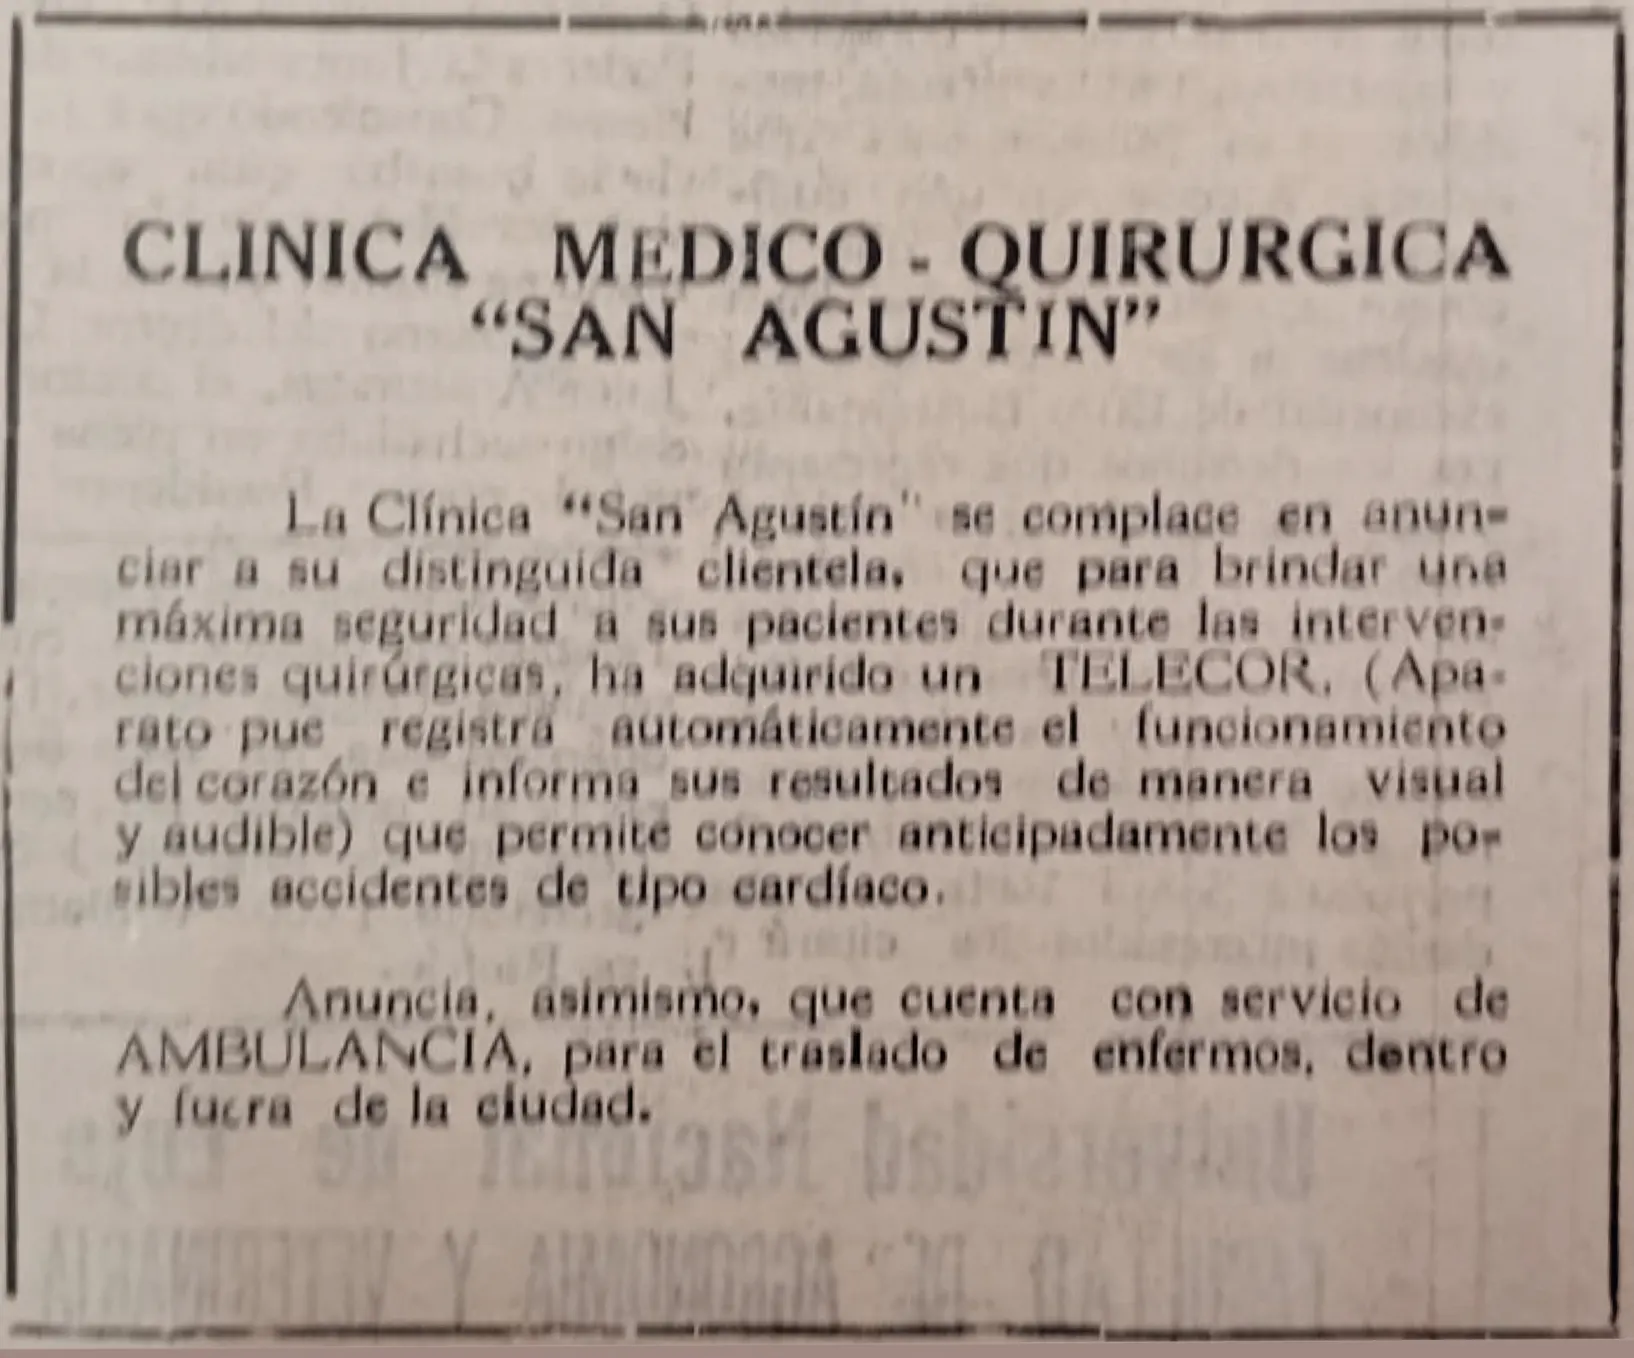 CLINICA MEDICO - QUIRURGICA
“SAN AGUSTIN”
La Clínica “San Agustín" se complace en anun-
ciar a su distinguida clientela, que para brindar una
máxima seguridad a sus pacientes durante las interven-
ciones quirúrgicas, ha adquirido un TELECOR. (Apa-
rato pue registra automáticamente el funcionamiento
del corazón e informa sus resultados de manera visual
y audible) que permite conocer anticipadamente los po-
sibles accidentes de tipo cardíaco.
Anuncia, asimismo, que cuenta con servicio de
AMBULANCIA, para el traslado de enfermos, dentro
y fuera de la ciudad.